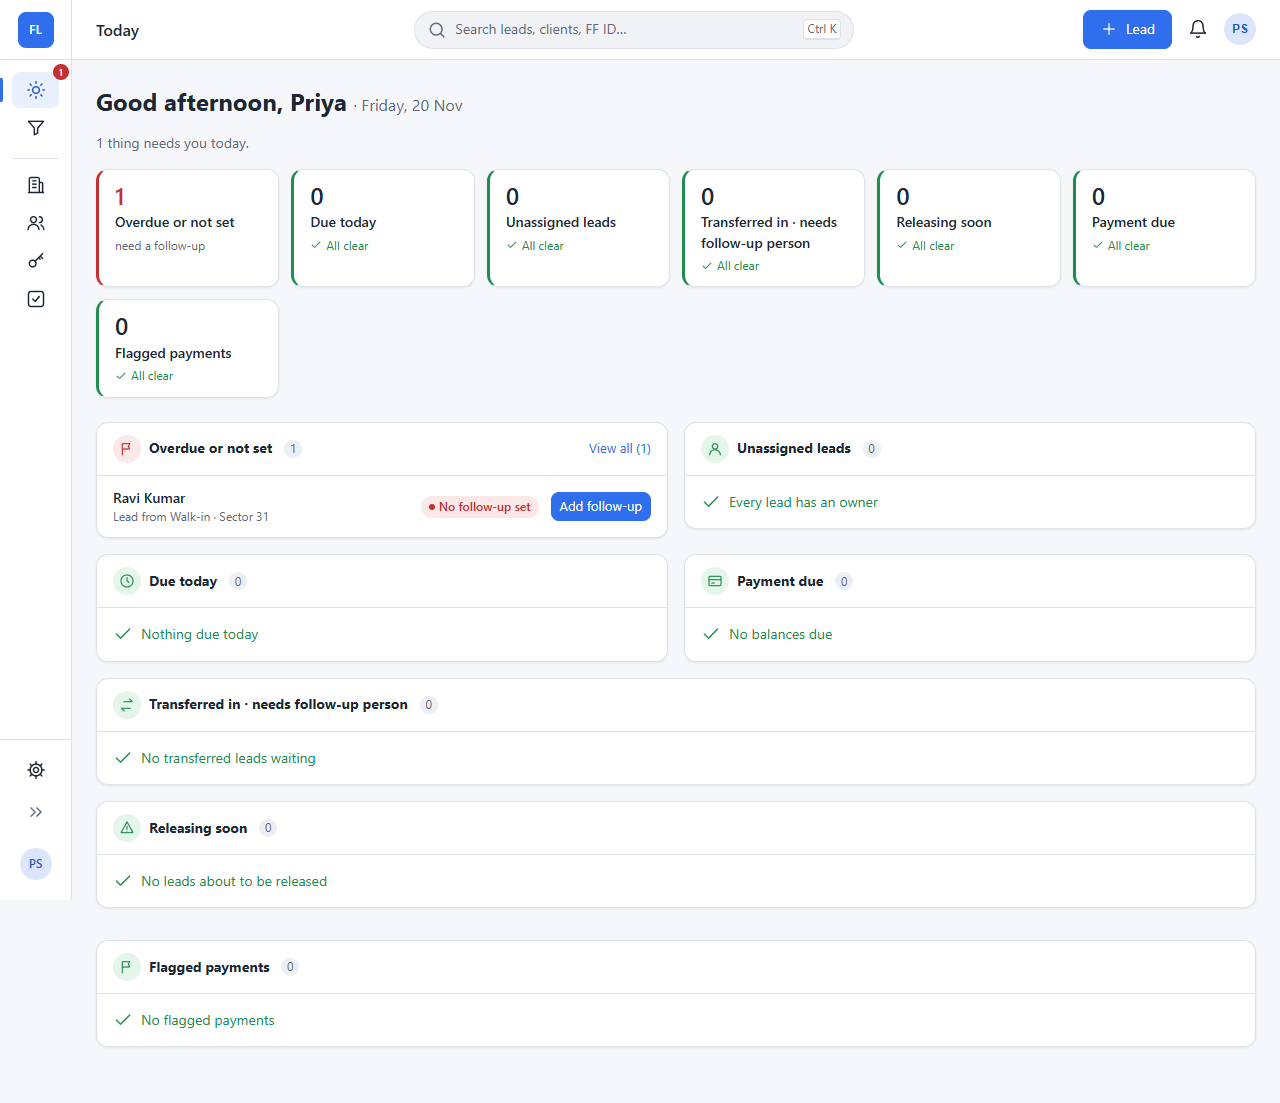 FL
Today
Search leads, clients, FF ID...
Ctrl K
Lead
PS
1
Good afternoon, Priya · Friday, 20 Nov
1 thing needs you today.
1
Overdue or not set
need a follow-up
0
Due today
All clear
0
Unassigned leads
All clear
0
Transferred in · needs
follow-up person
All clear
0
Releasing soon
All clear
0
Payment due
All clear
0
Flagged payments
All clear
Overdue or not set 1
View all (1)
Ravi Kumar
Lead from Walk-in · Sector 31
No follow-up set
Add follow-up
Unassigned leads 0
Every lead has an owner
Due today 0
Nothing due today
Payment due 0
No balances due
Transferred in · needs follow-up person 0
No transferred leads waiting
Releasing soon 0
No leads about to be released
PS
Flagged payments 0
No flagged payments